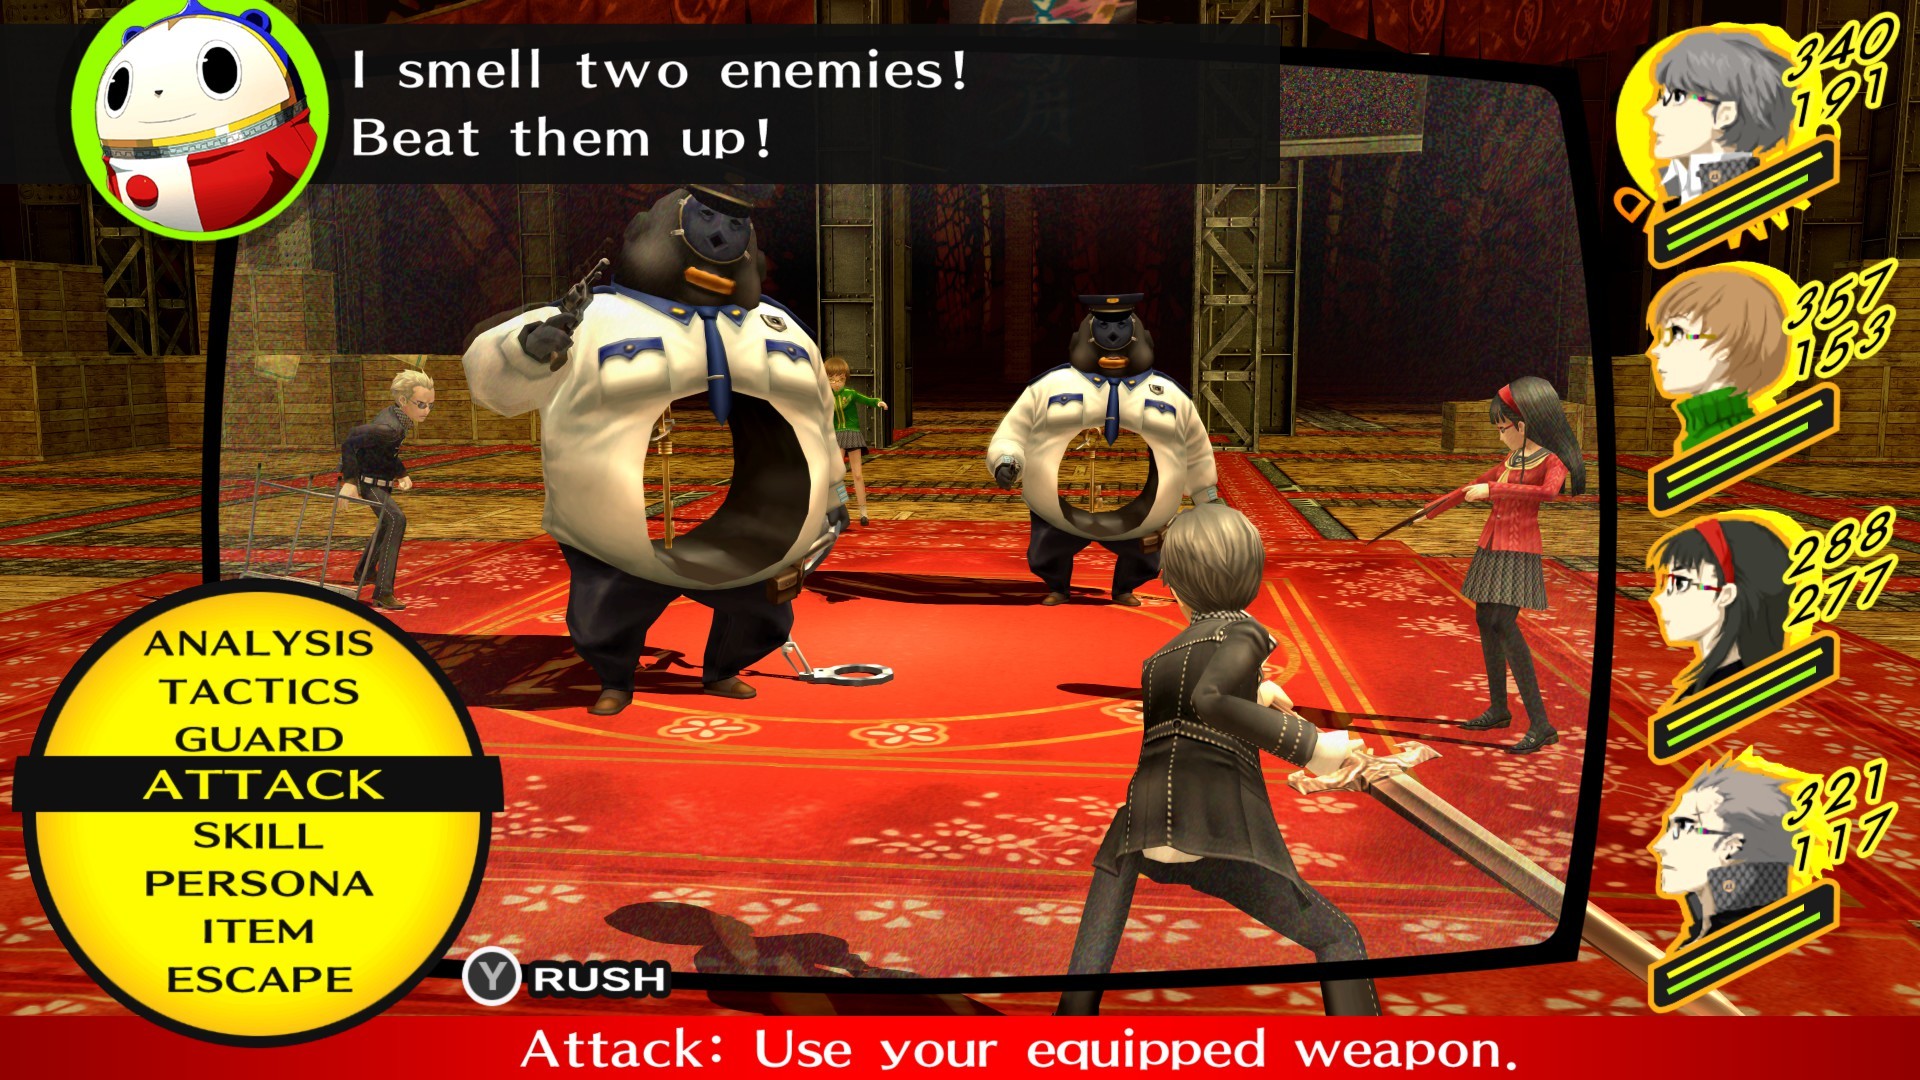 I smell two enemies!
Beat them up!
340
191
357
153
288
277
321
117
ANALYSIS
TACTICS
GUARD
ATTACK
SKILL
PERSONA
ITEM
ESCAPE
Y RUSH
Attack: Use your equipped weapon.